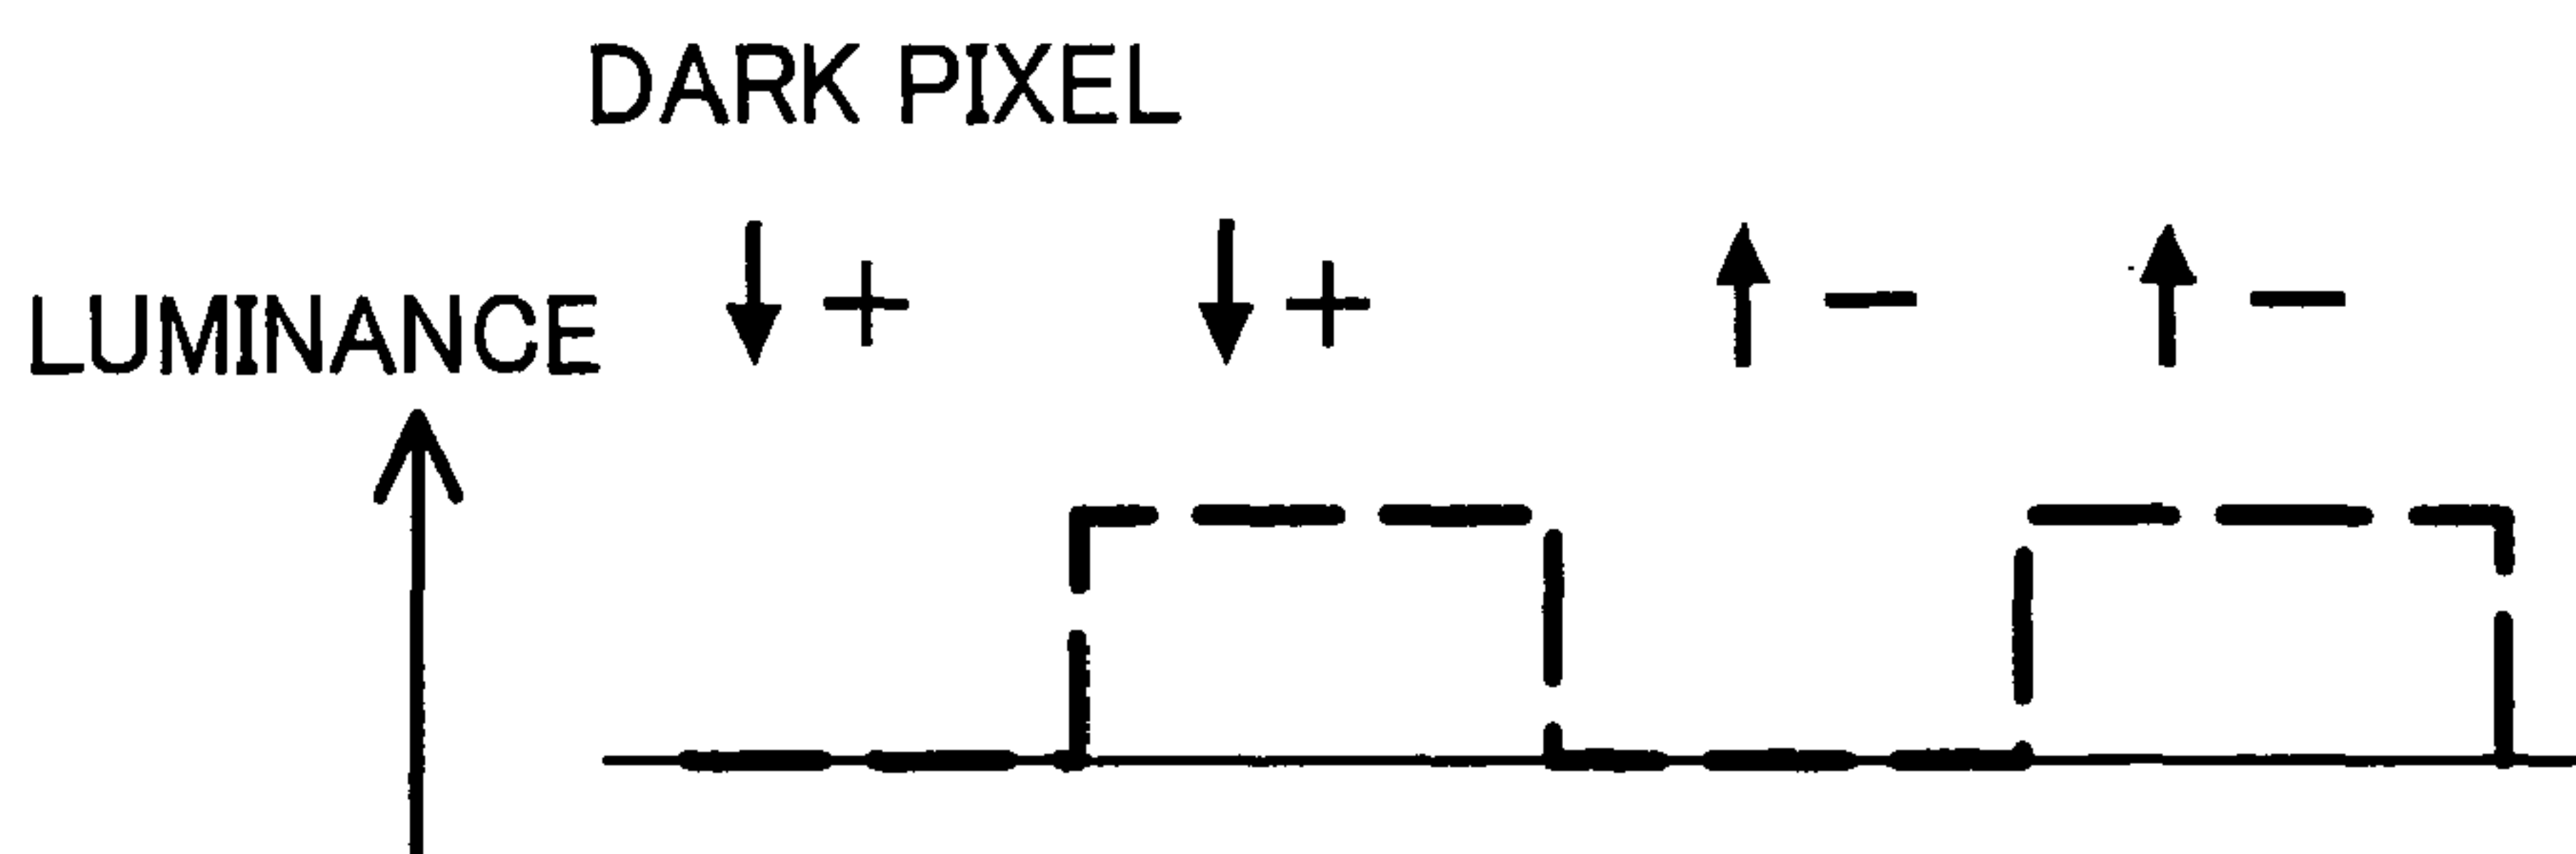 DARK PIXEL
LUMINANCE ↓ + ↓ + ↑ − ↑ −